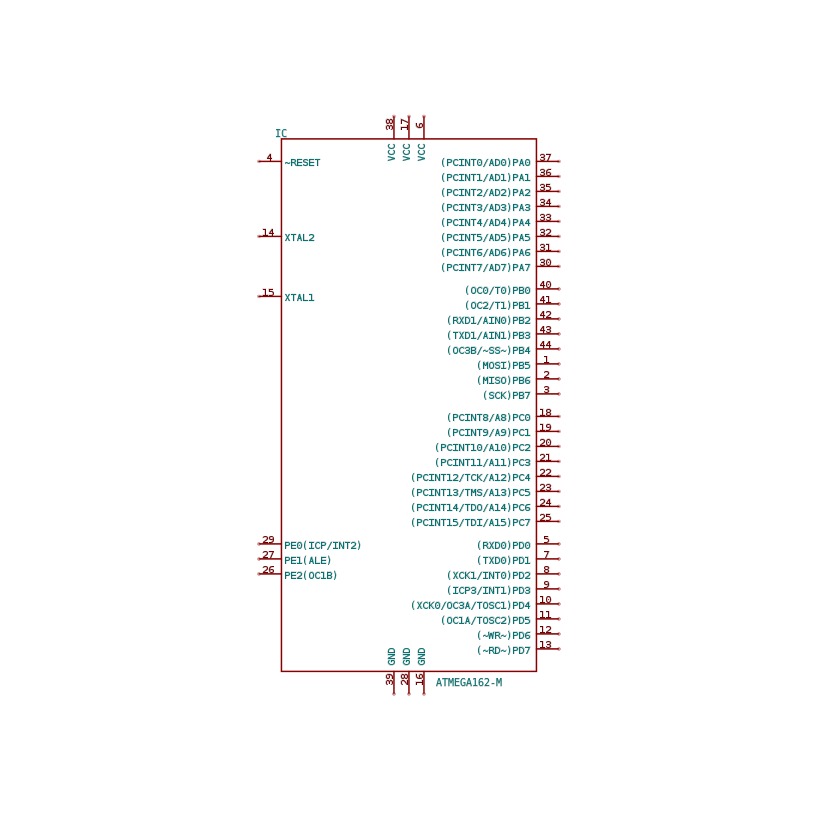 38 17 6
IC
VCC VCC VCC
4 ~RESET
(PCINT0/AD0)PA0 37
(PCINT1/AD1)PA1 36
(PCINT2/AD2)PA2 35
(PCINT3/AD3)PA3 34
(PCINT4/AD4)PA4 33
14 XTAL2
(PCINT5/AD5)PA5 32
(PCINT6/AD6)PA6 31
(PCINT7/AD7)PA7 30
(OC0/T0)PB0 40
15 XTAL1
(OC2/T1)PB1 41
(RXD1/AIN0)PB2 42
(TXD1/AIN1)PB3 43
(OC3B/~SS~)PB4 44
(MOSI)PB5 1
(MISO)PB6 2
(SCK)PB7 3
(PCINT8/A8)PC0 18
(PCINT9/A9)PC1 19
(PCINT10/A10)PC2 20
(PCINT11/A11)PC3 21
(PCINT12/TCK/A12)PC4 22
(PCINT13/TMS/A13)PC5 23
(PCINT14/TDO/A14)PC6 24
(PCINT15/TDI/A15)PC7 25
29 PE0(ICP/INT2)
(RXD0)PD0 5
27 PE1(ALE)
(TXD0)PD1 7
26 PE2(OC1B)
(XCK1/INT0)PD2 8
(ICP3/INT1)PD3 9
(XCK0/OC3A/TOSC1)PD4 10
(OC1A/TOSC2)PD5 11
(~WR~)PD6 12
(~RD~)PD7 13
GND GND GND
39 28 16
ATMEGA162-M